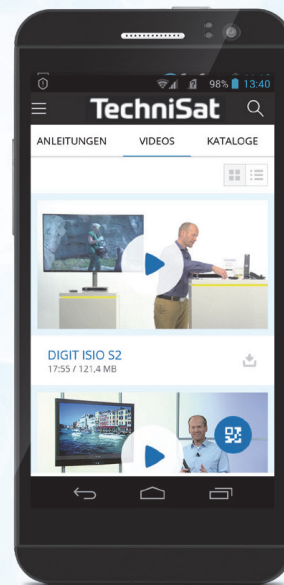 98% 13:40
TechniSat
ANLEITUNGEN VIDEOS KATALOGE
DIGIT ISIO S2
17:55 / 121,4 MB